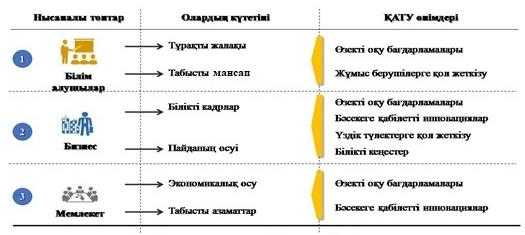 Нысаналы топтар
Олардың күтетіні
ҚАТУ өнімдері
1
Білім алушылар
Тұрақты жалақы
Табысты мансап
Өзекті оқу бағдарламалары
Жұмыс берушілерге қол жеткізу
2
Бизнес
Білікті кадрлар
Пайданың өсуі
Өзекті оқу бағдарламалары
Бәсекеге қабілетті инновациялар
Үздік түлектерге қол жеткізу
Білікті кеңестер
3
Мемлекет
Экономикалық өсу
Табысты азаматтар
Өзекті оқу бағдарламалары
Бәсекеге қабілетті инновациялар